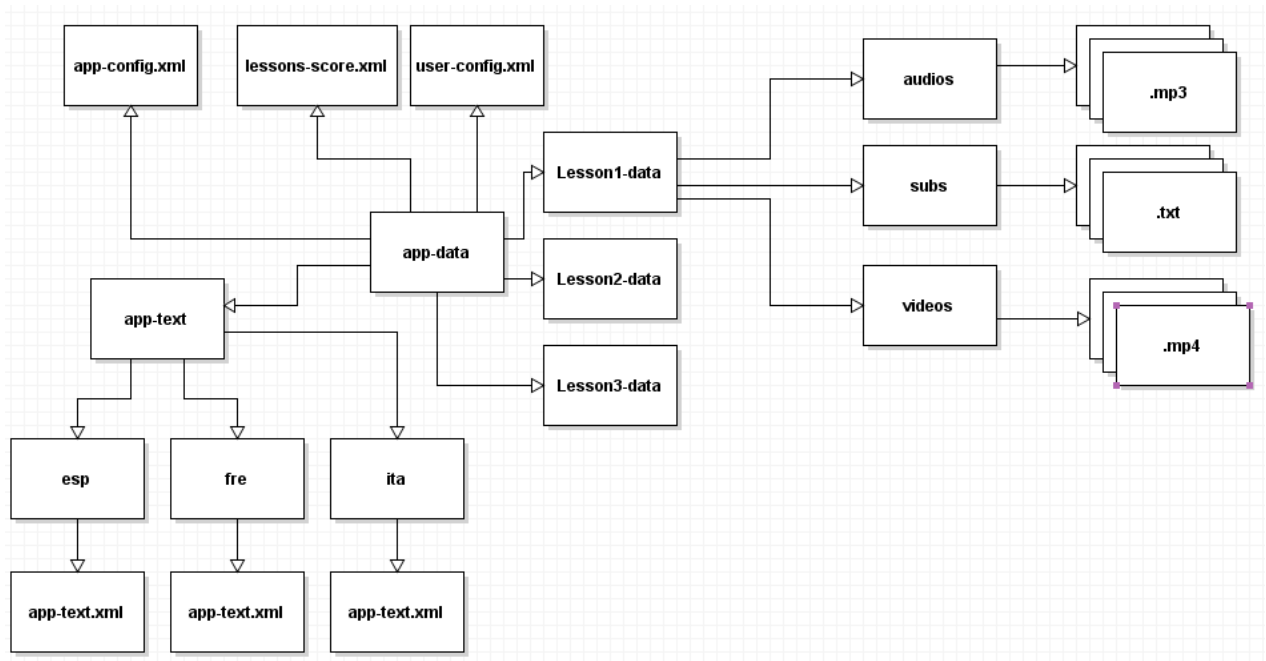 app-config.xml
lessons-score.xml
user-config.xml
audios
.mp3
Lesson1-data
subs
.txt
app-data
Lesson2-data
app-text
videos
.mp4
Lesson3-data
esp
fre
ita
app-text.xml
app-text.xml
app-text.xml